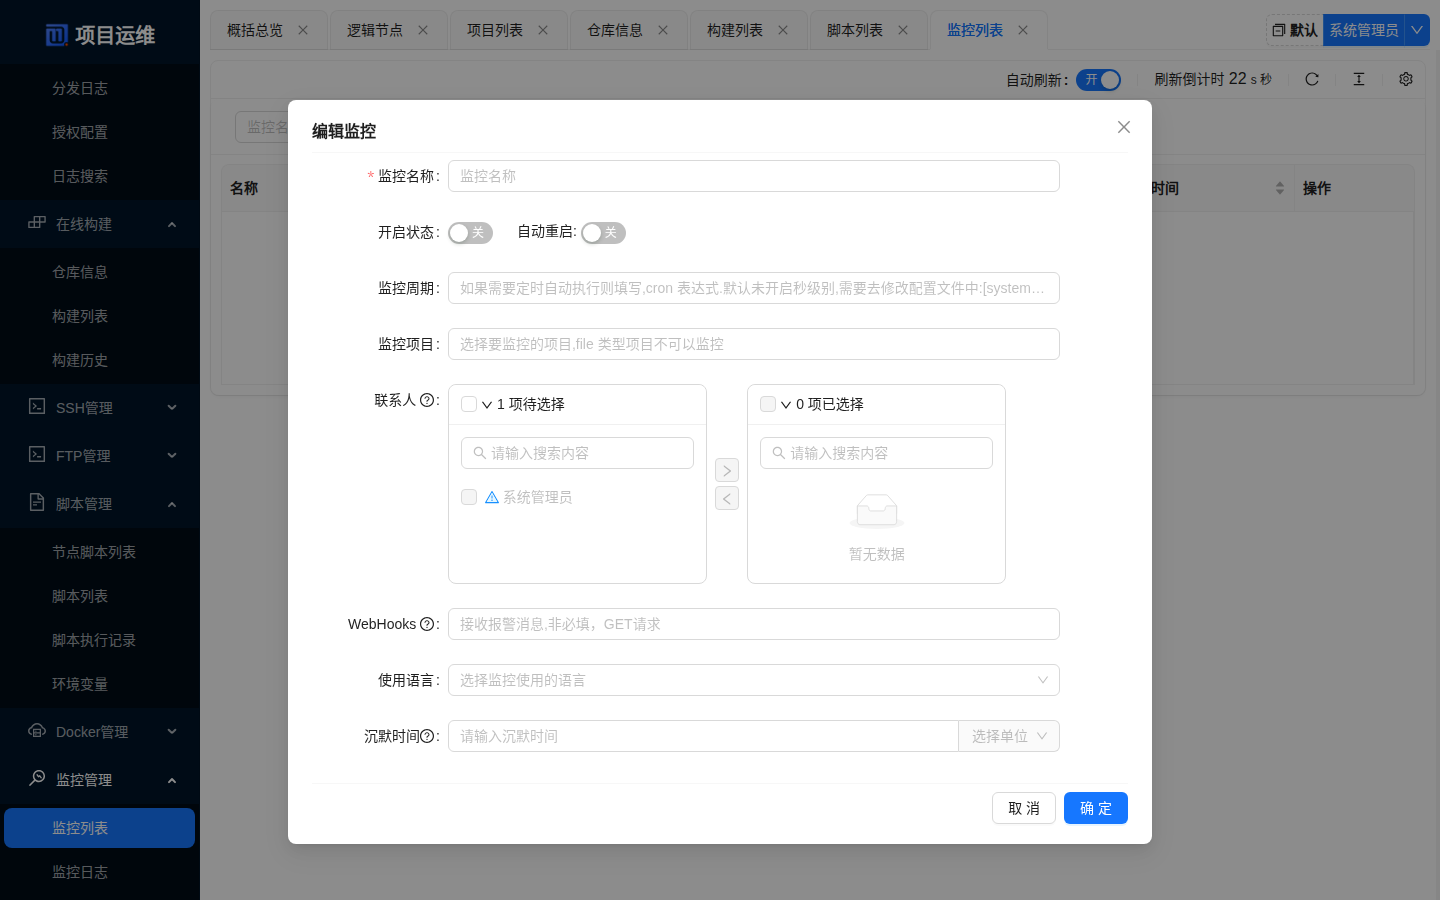 项目运维
概括总览
逻辑节点
项目列表
仓库信息
构建列表
脚本列表
监控列表
默认
系统管理员
分发日志
授权配置
日志搜索
在线构建
仓库信息
构建列表
构建历史
SSH管理
FTP管理
脚本管理
节点脚本列表
脚本列表
脚本执行记录
环境变量
Docker管理
监控管理
监控列表
监控日志
自动刷新：
开
刷新倒计时 22 s 秒
监控名
名称
时间
操作
编辑监控
* 监控名称:
监控名称
开启状态:
关
自动重启:
关
监控周期:
如果需要定时自动执行则填写,cron 表达式.默认未开启秒级别,需要去修改配置文件中:[system…
监控项目:
选择要监控的项目,file 类型项目不可以监控
联系人 :
1 项待选择
请输入搜索内容
系统管理员
0 项已选择
请输入搜索内容
暂无数据
WebHooks :
接收报警消息,非必填，GET请求
使用语言:
选择监控使用的语言
沉默时间 :
请输入沉默时间
选择单位
取 消
确 定